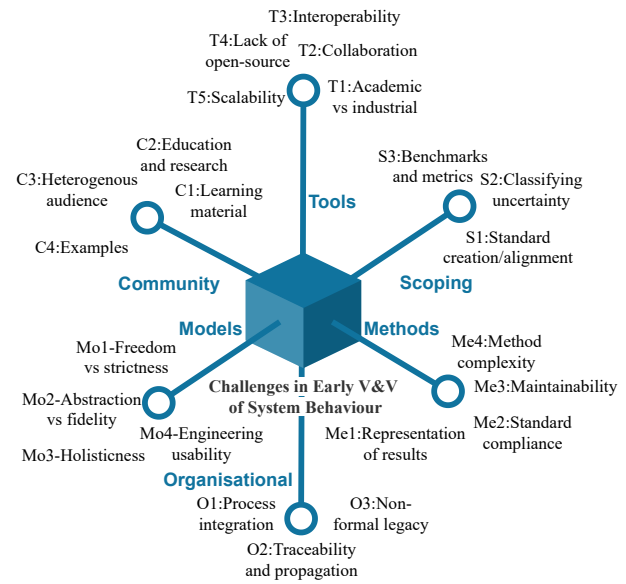 T3:Interoperability
T4:Lack of
open-source
T2:Collaboration
T5:Scalability
T1:Academic
vs industrial
Tools
C2:Education
and research
C3:Heterogenous
audience
C1:Learning
material
C4:Examples
Community
S3:Benchmarks
and metrics
S2:Classifying
uncertainty
S1:Standard
creation/alignment
Scoping
Models
Methods
Mo1-Freedom
vs strictness
Mo2-Abstraction
vs fidelity
Mo3-Holisticness
Mo4-Engineering
usability
Challenges in Early V&V
of System Behaviour
Me4:Method
complexity
Me3:Maintainability
Me2:Standard
compliance
Me1:Representation
of results
Organisational
O1:Process
integration
O3:Non-
formal legacy
O2:Traceability
and propagation